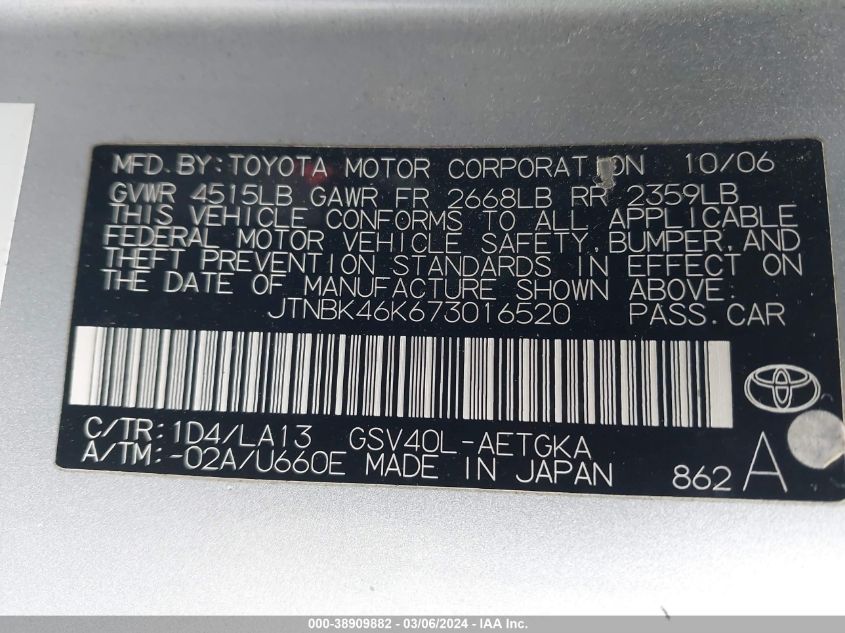 MFD. BY: TOYOTA MOTOR CORPORATION 10/06
GVWR 4515LB GAWR FR 2668LB RR 2359LB
THIS VEHICLE CONFORMS TO ALL APPLICABLE
FEDERAL MOTOR VEHICLE SAFETY, BUMPER, AND
THEFT PREVENTION STANDARDS IN EFFECT ON
THE DATE OF MANUFACTURE SHOWN ABOVE.
JTNBK46K673016520 PASS. CAR
C/TR: 1D4/LA13 GSV40L-AETGKA
A/TM: -02A/U660E MADE IN JAPAN 862 A
000-38909882 - 03/06/2024 - IAAI.COM